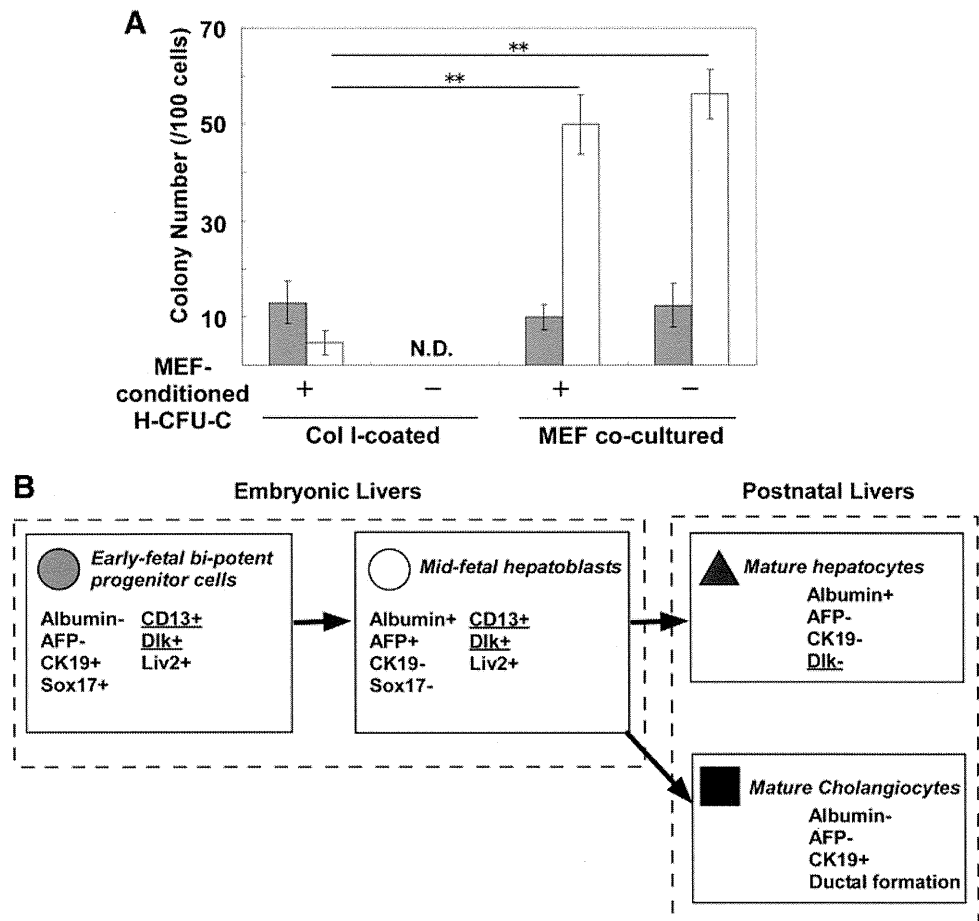 A
Colony Number (/100 cells)
70
50
30
10
**
**
N.D.
MEF-
conditioned
H-CFU-C
+ − + −
Col I-coated MEF co-cultured
B
Embryonic Livers
Postnatal Livers
Early-fetal bi-potent
progenitor cells
Albumin- CD13+
AFP- Dlk+
CK19+ Liv2+
Sox17+
Mid-fetal hepatoblasts
Albumin+ CD13+
AFP+ Dlk+
CK19- Liv2+
Sox17-
Mature hepatocytes
Albumin+
AFP-
CK19-
Dlk-
Mature Cholangiocytes
Albumin-
AFP-
CK19+
Ductal formation